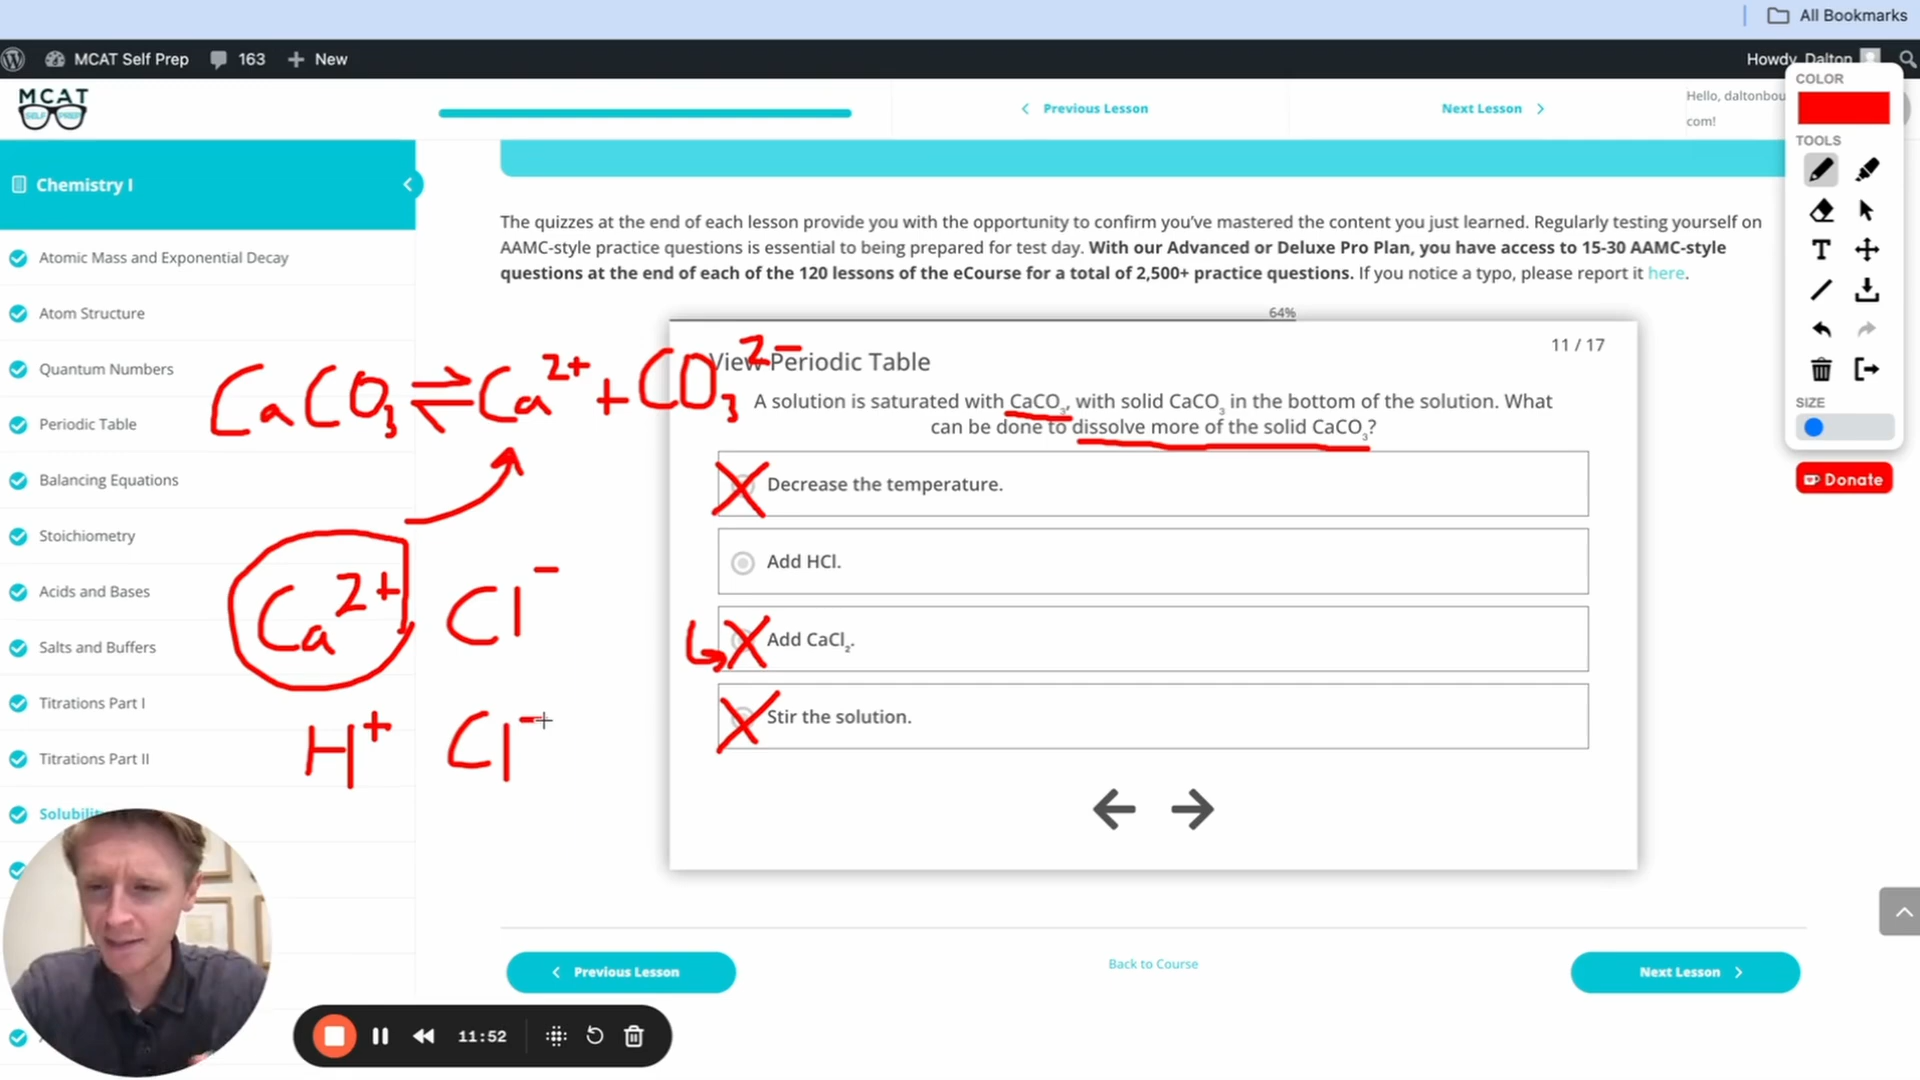 All Bookmarks
MCAT Self Prep 163 New
Howdy, Dalton
MCAT
SELF PREP
Previous Lesson
Next Lesson
Hello, daltonbou
com!
COLOR
TOOLS
SIZE
Donate
Chemistry I
Atomic Mass and Exponential Decay
Atom Structure
Quantum Numbers
Periodic Table
Balancing Equations
Stoichiometry
Acids and Bases
Salts and Buffers
Titrations Part I
Titrations Part II
The quizzes at the end of each lesson provide you with the opportunity to confirm you've mastered the content you just learned. Regularly testing yourself on
AAMC-style practice questions is essential to being prepared for test day. With our Advanced or Deluxe Pro Plan, you have access to 15-30 AAMC-style
questions at the end of each of the 120 lessons of the eCourse for a total of 2,500+ practice questions. If you notice a typo, please report it here.
64%
11 / 17
View Periodic Table
A solution is saturated with CaCO₃, with solid CaCO₃ in the bottom of the solution. What
can be done to dissolve more of the solid CaCO₃?
Decrease the temperature.
Add HCl.
Add CaCl₂.
Stir the solution.
CaCO₃ ⇌ Ca²⁺ + CO₃²⁻
Ca²⁺ Cl⁻
H⁺ Cl⁻
Previous Lesson
Back to Course
Next Lesson
11:52